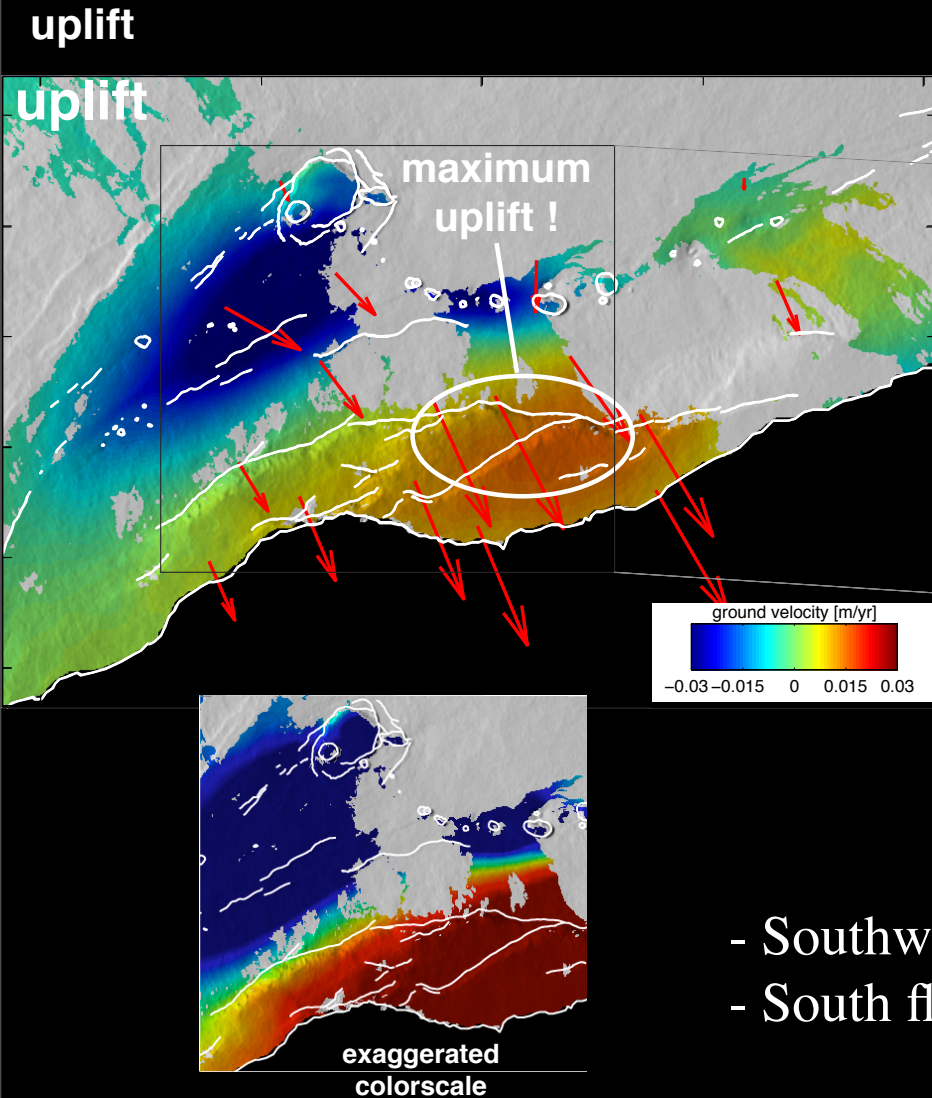 uplift
uplift
maximum
uplift !
ground velocity [m/yr]
−0.03 −0.015 0 0.015 0.03
exaggerated
colorscale
- Southw
- South fl